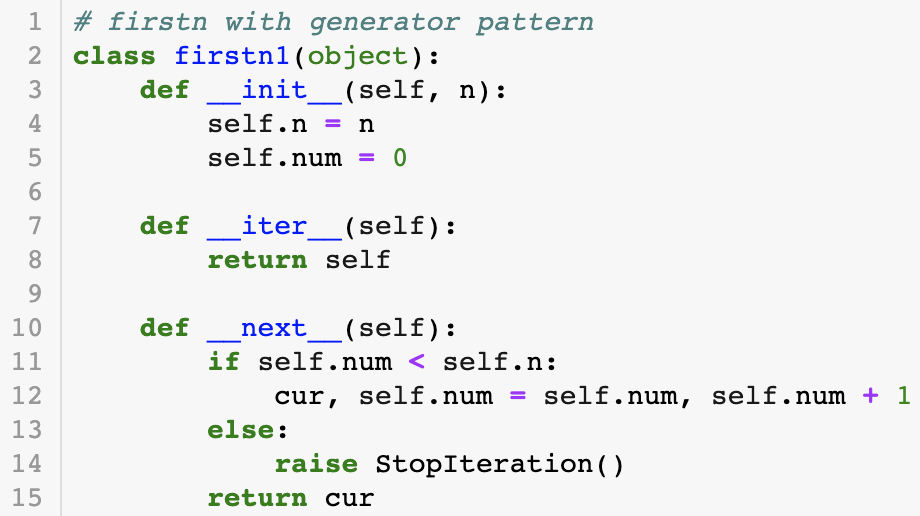 1 # firstn with generator pattern
2 class firstn1(object):
3     def __init__(self, n):
4         self.n = n
5         self.num = 0
6
7     def __iter__(self):
8         return self
9
10     def __next__(self):
11         if self.num < self.n:
12             cur, self.num = self.num, self.num + 1
13         else:
14             raise StopIteration()
15         return cur